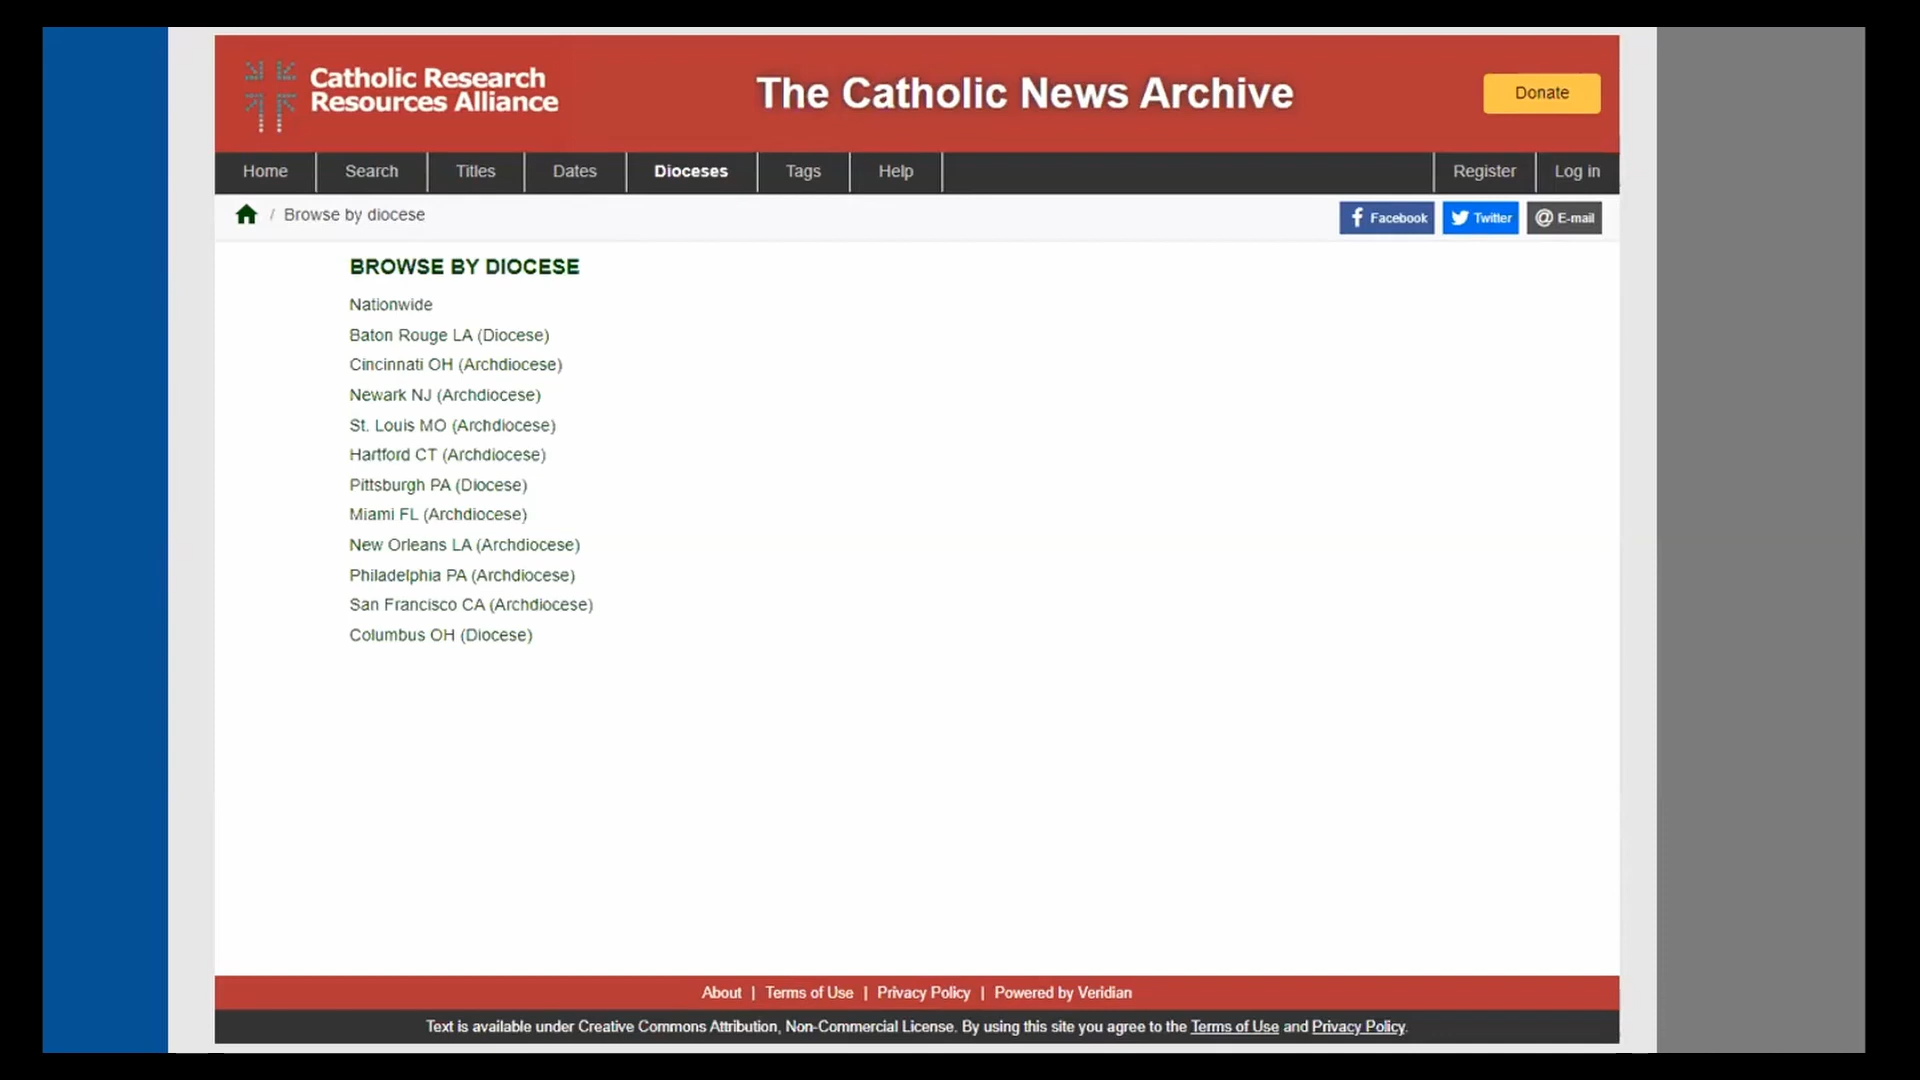 Catholic Research
Resources Alliance
The Catholic News Archive
Donate
Home Search Titles Dates Dioceses Tags Help Register Log in
/ Browse by diocese
Facebook Twitter @ E-mail
BROWSE BY DIOCESE
Nationwide
Baton Rouge LA (Diocese)
Cincinnati OH (Archdiocese)
Newark NJ (Archdiocese)
St. Louis MO (Archdiocese)
Hartford CT (Archdiocese)
Pittsburgh PA (Diocese)
Miami FL (Archdiocese)
New Orleans LA (Archdiocese)
Philadelphia PA (Archdiocese)
San Francisco CA (Archdiocese)
Columbus OH (Diocese)
About | Terms of Use | Privacy Policy | Powered by Veridian
Text is available under Creative Commons Attribution, Non-Commercial License. By using this site you agree to the Terms of Use and Privacy Policy.